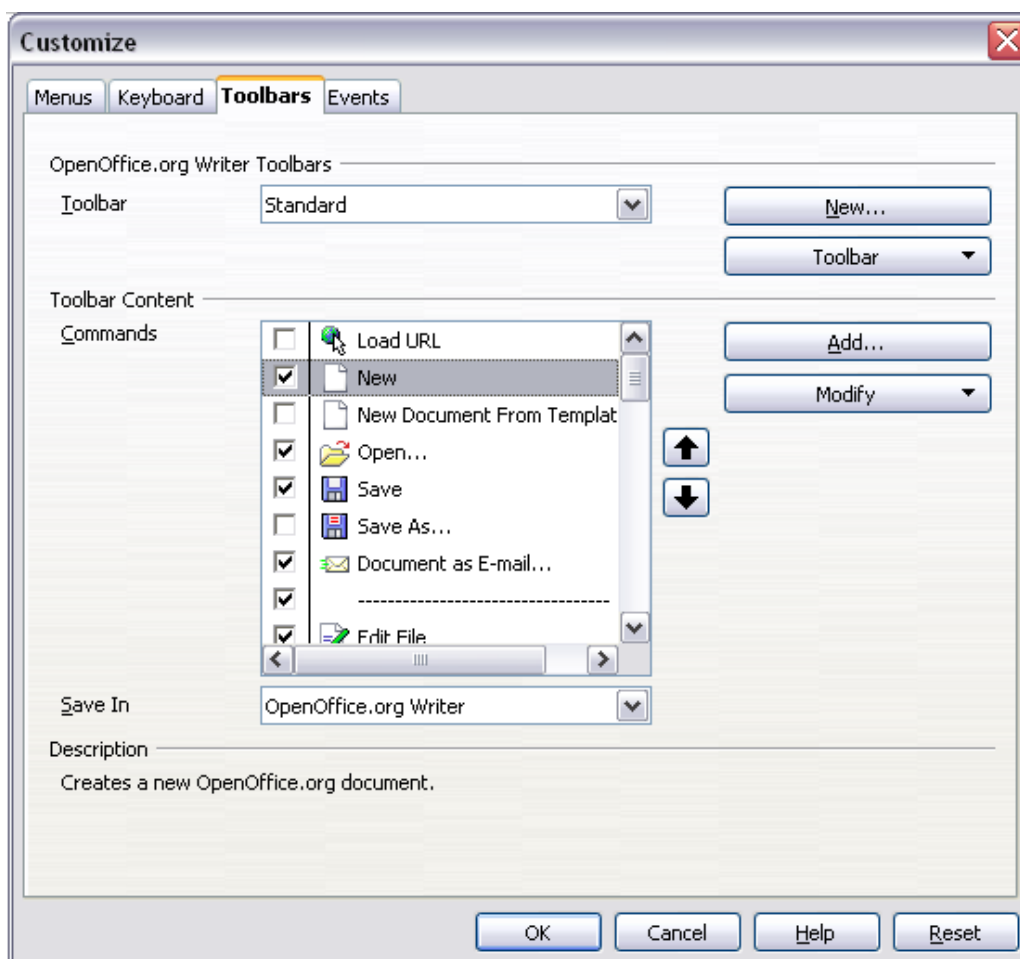 Customize
Menus Keyboard Toolbars Events
OpenOffice.org Writer Toolbars
Toolbar Standard New...
Toolbar
Toolbar Content
Commands Load URL Add...
New Modify
New Document From Templat
Open...
Save
Save As...
Document as E-mail...
----------------------------------
Edit File
Save In OpenOffice.org Writer
Description
Creates a new OpenOffice.org document.
OK Cancel Help Reset